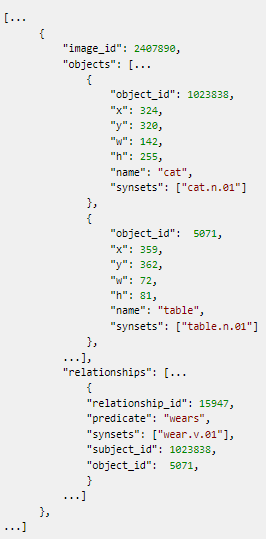 [...
{
"image_id": 2407890,
"objects": [...
{
"object_id": 1023838,
"x": 324,
"y": 320,
"w": 142,
"h": 255,
"name": "cat",
"synsets": ["cat.n.01"]
},
{
"object_id":  5071,
"x": 359,
"y": 362,
"w": 72,
"h": 81,
"name": "table",
"synsets": ["table.n.01"]
},
...],
"relationships": [...
{
"relationship_id": 15947,
"predicate": "wears",
"synsets": ["wear.v.01"],
"subject_id": 1023838,
"object_id":  5071,
}
...]
},
...]